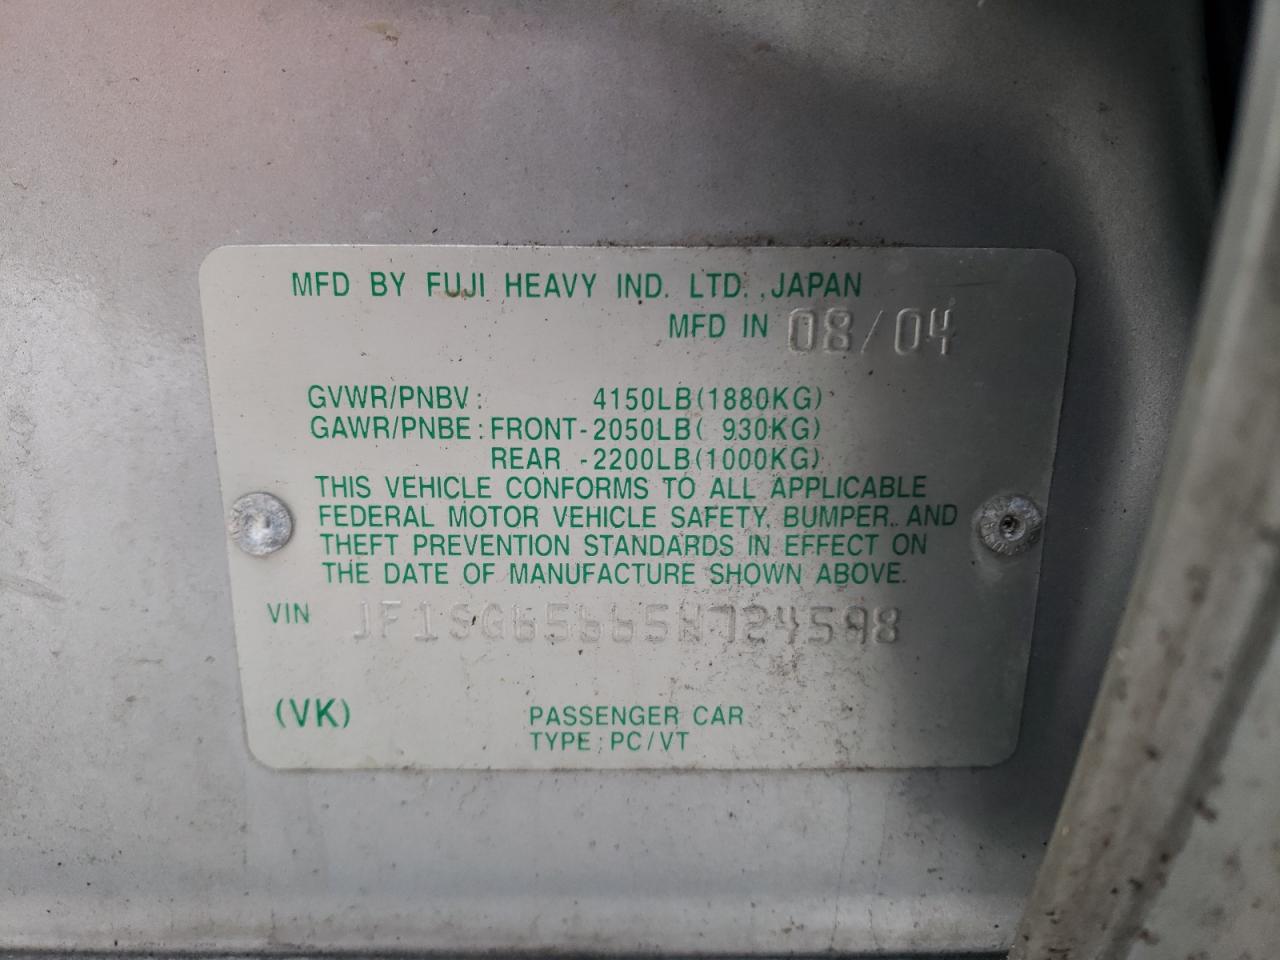 MFD BY FUJI HEAVY IND. LTD., JAPAN
MFD IN 08/04
GVWR/PNBV: 4150LB(1880KG)
GAWR/PNBE: FRONT-2050LB( 930KG)
REAR -2200LB(1000KG)
THIS VEHICLE CONFORMS TO ALL APPLICABLE
FEDERAL MOTOR VEHICLE SAFETY, BUMPER, AND
THEFT PREVENTION STANDARDS IN EFFECT ON
THE DATE OF MANUFACTURE SHOWN ABOVE.
VIN JF1SG65665H724598
(VK) PASSENGER CAR
TYPE: PC/VT